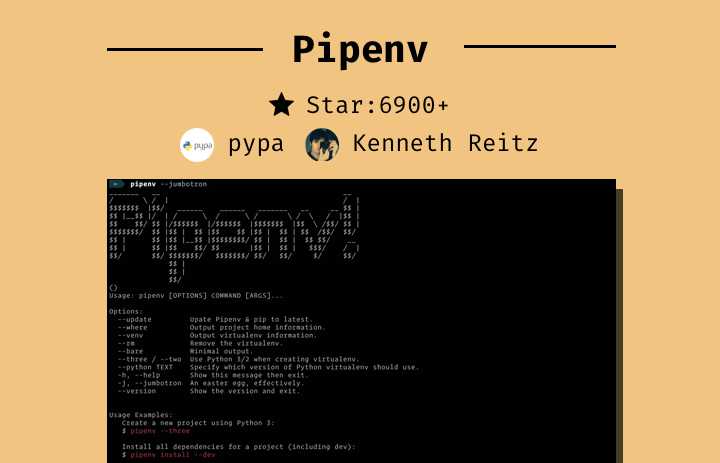 Pipenv
Star:6900+
pypa pypa Kenneth Reitz
pipenv --jumbotron
()
Usage: pipenv [OPTIONS] COMMAND [ARGS]...
Options:
--update Upate Pipenv & pip to latest.
--where Output project home information.
--venv Output virtualenv information.
--rm Remove the virtualenv.
--bare Minimal output.
--three / --two Use Python 3/2 when creating virtualenv.
--python TEXT Specify which version of Python virtualenv should use.
-h, --help Show this message then exit.
-j, --jumbotron An easter egg, effectively.
--version Show the version and exit.
Usage Examples:
Create a new project using Python 3:
$ pipenv --three
Install all dependencies for a project (including dev):
$ pipenv install --dev